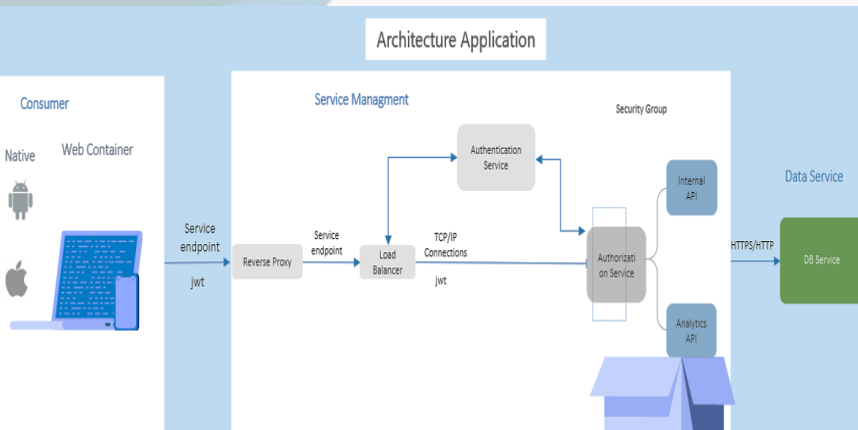 Architecture Application
Consumer
Native
Web Container
Service
endpoint
jwt
Service Managment
Reverse Proxy
Service
endpoint
Load
Balancer
TCP/IP
Connections
jwt
Authentication
Service
Security Group
Authorizati
on Service
Internal
API
Analytics
API
HTTPS/HTTP
Data Service
DB Service